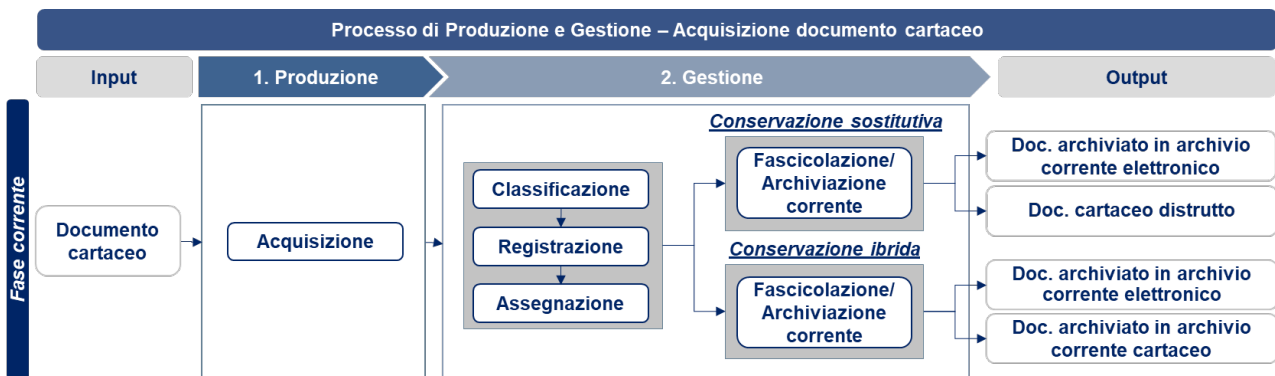 Processo di Produzione e Gestione – Acquisizione documento cartaceo
Input
1. Produzione
2. Gestione
Output
Fase corrente
Documento
cartaceo
Acquisizione
Classificazione
Registrazione
Assegnazione
Conservazione sostitutiva
Fascicolazione/
Archiviazione
corrente
Conservazione ibrida
Fascicolazione/
Archiviazione
corrente
Doc. archiviato in archivio
corrente elettronico
Doc. cartaceo distrutto
Doc. archiviato in archivio
corrente elettronico
Doc. archiviato in archivio
corrente cartaceo